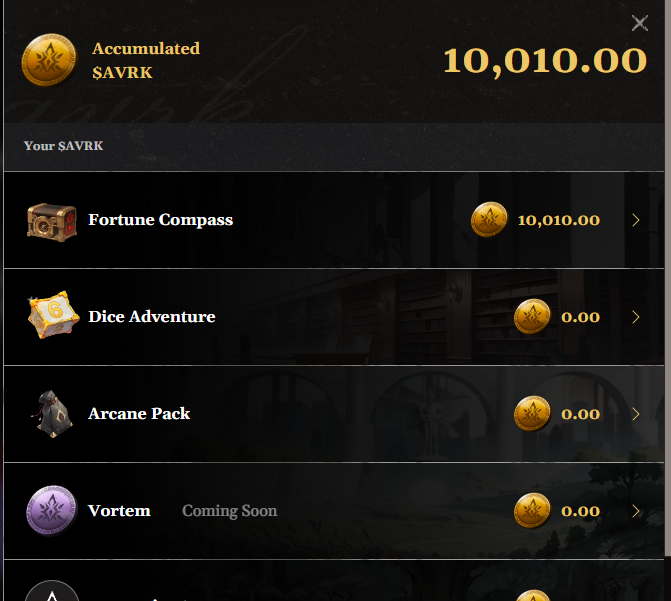 Accumulated
$AVRK
10,010.00
Your $AVRK
Fortune Compass 10,010.00
Dice Adventure 0.00
Arcane Pack 0.00
Vortem Coming Soon 0.00